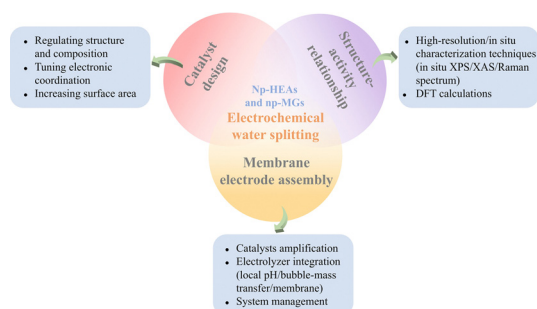 • Regulating structure
and composition
• Tuning electronic
coordination
• Increasing surface area
Catalyst
design
Structure-
activity
relationship
• High-resolution/in situ
characterization techniques
(in situ XPS/XAS/Raman
spectrum)
• DFT calculations
Np-HEAs
and np-MGs
Electrochemical
water splitting
Membrane
electrode assembly
• Catalysts amplification
• Electrolyzer integration
(local pH/bubble-mass
transfer/membrane)
• System management